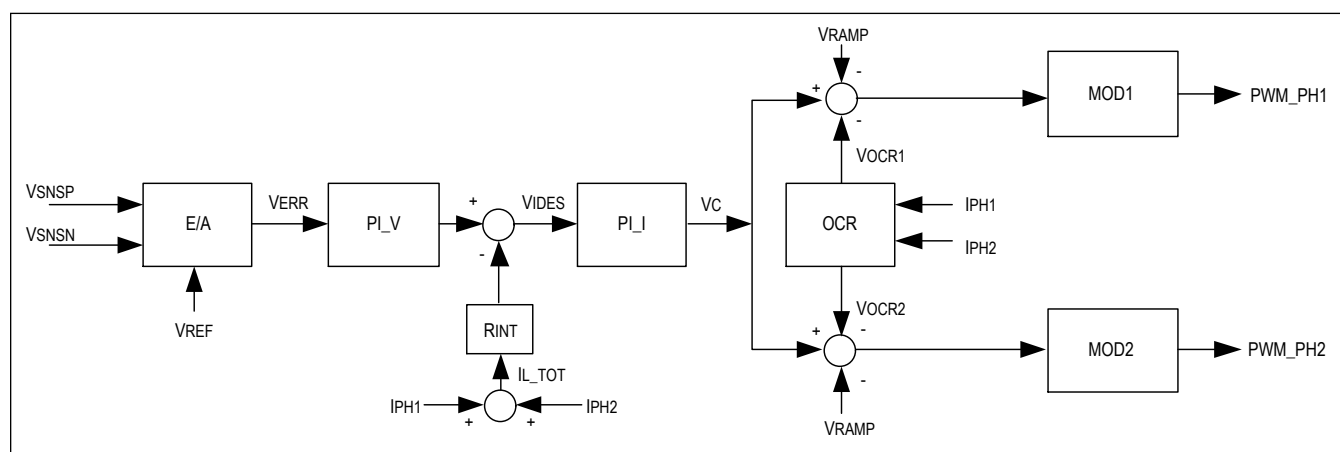 VRAMP
+
-
-
MOD1
PWM_PH1
VOCR1
VSNSP
VSNSN
E/A
VERR
PI_V
+
-
VIDES
PI_I
VC
OCR
IPH1
IPH2
VREF
RINT
VOCR2
+
-
-
MOD2
PWM_PH2
IL_TOT
IPH1
+
+
IPH2
VRAMP